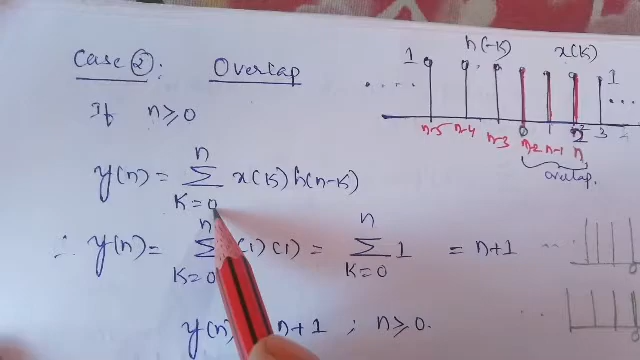 Case ②: Overlap
If n≥0
y(n) = n Σ K=0 x(K) h(n-K)
∴ y(n) = n Σ K=0 (1) (1) = n Σ K=0 1 = n+1
y(n) n+1 ; n≥0.
h(-K) x(K)
1 1
n-5 n-4 n-3 n-2 n-1 n
0 1 2 3
overlap.